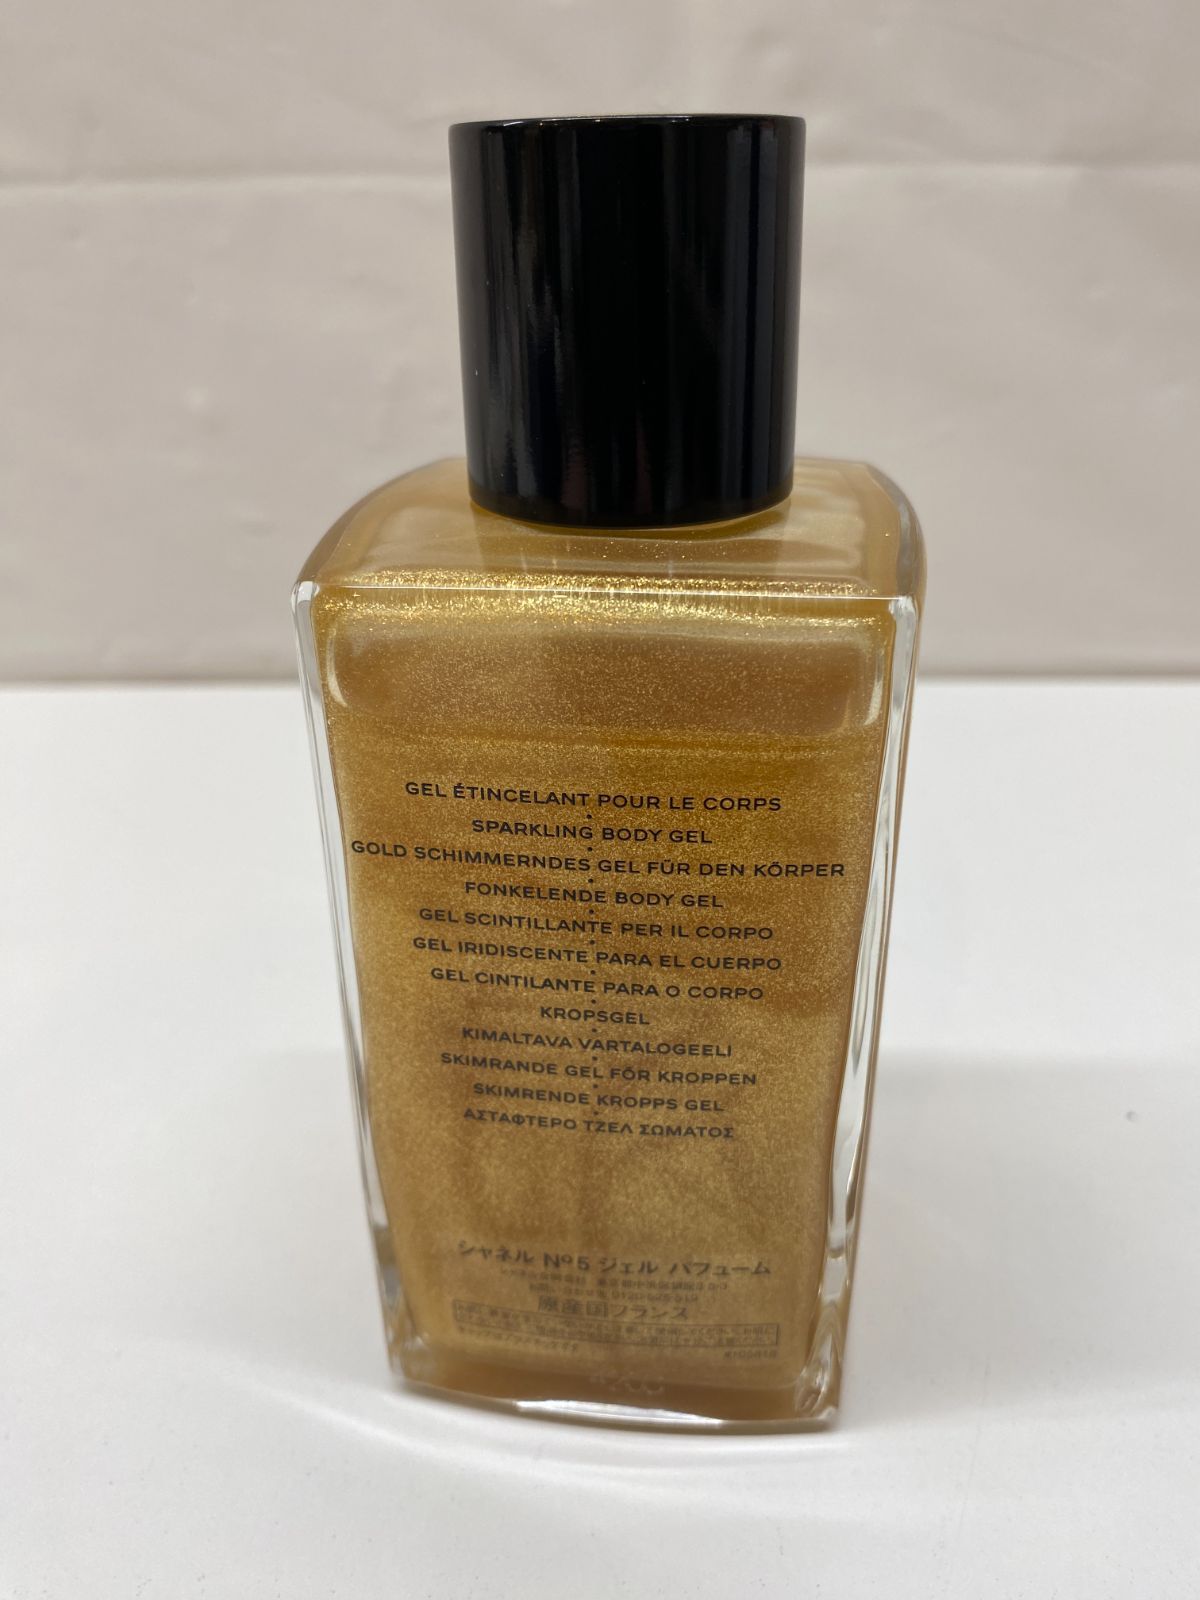 GEL ÉTINCELANT POUR LE CORPS
SPARKLING BODY GEL
GOLD SCHIMMERNDES GEL FÜR DEN KÖRPER
FONKELENDE BODY GEL
GEL SCINTILLANTE PER IL CORPO
GEL IRIDISCENTE PARA EL CUERPO
GEL CINTILANTE PARA O CORPO
KROPSGEL
KIMALTAVA VARTALOGEELI
SKIMRANDE GEL FÖR KROPPEN
SKIMRENDE KROPPS GEL
ΑΣΤΑΦΤΕΡΟ ΤΖΕΛ ΣΩΜΑΤΟΣ
シャネル Nº5 ジェル パフューム
原産国フランス